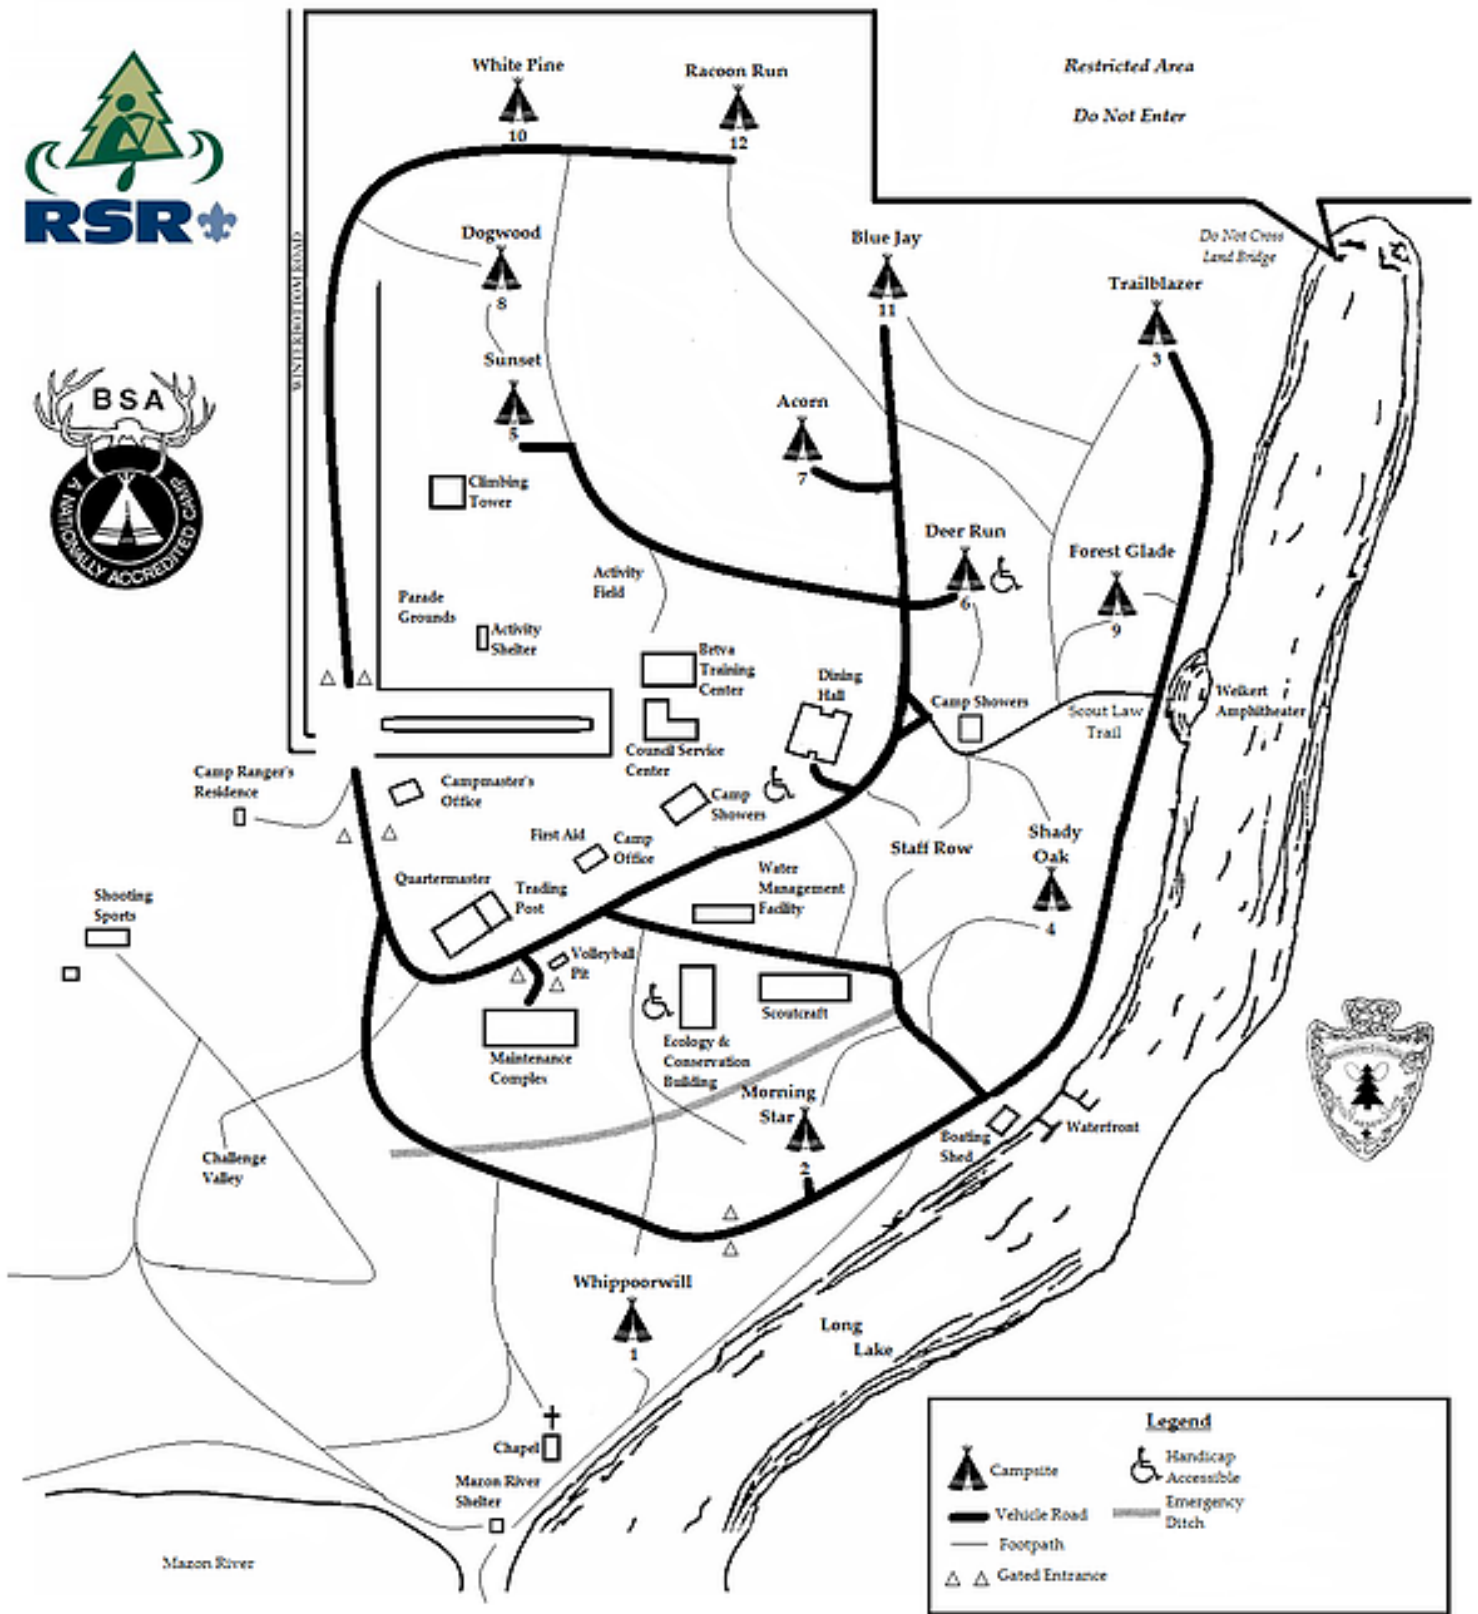 White Pine
10
Racoon Run
12
Restricted Area
Do Not Enter
RSR
WINTERBOTTOM ROAD
Dogwood
8
Blue Jay
11
Do Not Cross
Land Bridge
Trailblazer
3
Sunset
5
BSA
A NATIONALLY ACCREDITED CAMP
Acorn
7
Climbing
Tower
Deer Run
6
Forest Glade
9
Activity
Field
Parade
Grounds
Activity
Shelter
Betva
Training
Center
Dining
Hall
Camp Showers
Scout Law
Trail
Weikert
Amphitheater
Council Service
Center
Camp Ranger's
Residence
Campmaster's
Office
Camp
Showers
First Aid
Camp
Office
Staff Row
Shady
Oak
4
Quartermaster
Trading
Post
Water
Management
Facility
Shooting
Sports
Volleyball
Pit
Scoutcraft
Maintenance
Complex
Ecology &
Conservation
Building
Morning
Star
2
Boating
Shed
Waterfront
Challenge
Valley
Whippoorwill
1
Long
Lake
Chapel
Mazon River
Shelter
Mazon River
Legend
Campsite
Handicap
Accessible
Vehicle Road
Emergency
Ditch
Footpath
Gated Entrance